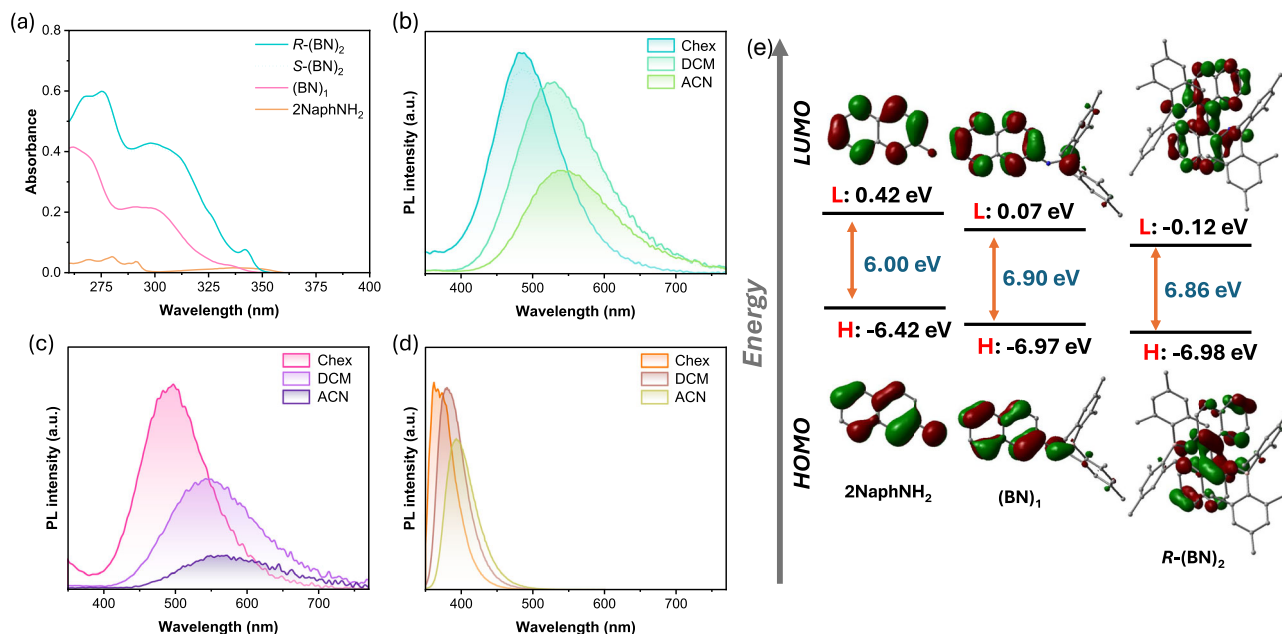 (a)
0.8
0.6
0.4
0.2
0.0
Absorbance
275 300 325 350 375 400
Wavelength (nm)
R-(BN)₂
S-(BN)₂
(BN)₁
2NaphNH₂
(b)
PL intensity (a.u.)
Chex
DCM
ACN
400 500 600 700
Wavelength (nm)
(c)
PL intensity (a.u.)
Chex
DCM
ACN
400 500 600 700
Wavelength (nm)
(d)
PL intensity (a.u.)
Chex
DCM
ACN
400 500 600 700
Wavelength (nm)
(e)
Energy
LUMO
L: 0.42 eV
L: 0.07 eV
L: -0.12 eV
6.00 eV
6.90 eV
6.86 eV
H: -6.42 eV
H: -6.97 eV
H: -6.98 eV
HOMO
2NaphNH₂
(BN)₁
R-(BN)₂